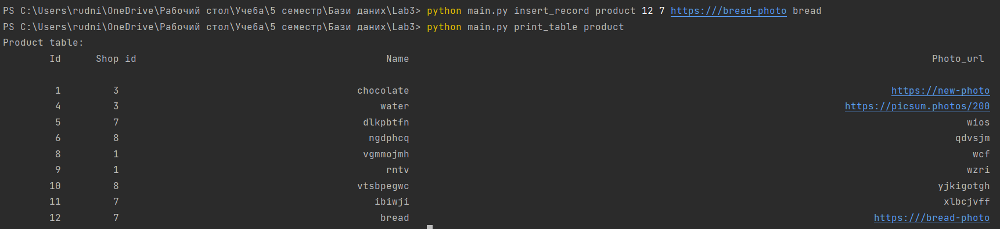 PS C:\Users\rudni\OneDrive\Рабочий стол\Учеба\5 семестр\Бази даних\Lab3> python main.py insert_record product 12 7 https:///bread-photo bread
PS C:\Users\rudni\OneDrive\Рабочий стол\Учеба\5 семестр\Бази даних\Lab3> python main.py print_table product
Product table:
Id Shop id Name Photo_url
1 3 chocolate https://new-photo
4 3 water https://picsum.photos/200
5 7 dlkpbtfn wios
6 8 ngdphcq qdvsjm
8 1 vgmmojmh wcf
9 1 rntv wzri
10 8 vtsbpegwc yjkigotgh
11 7 ibiwji xlbcjvff
12 7 bread https:///bread-photo